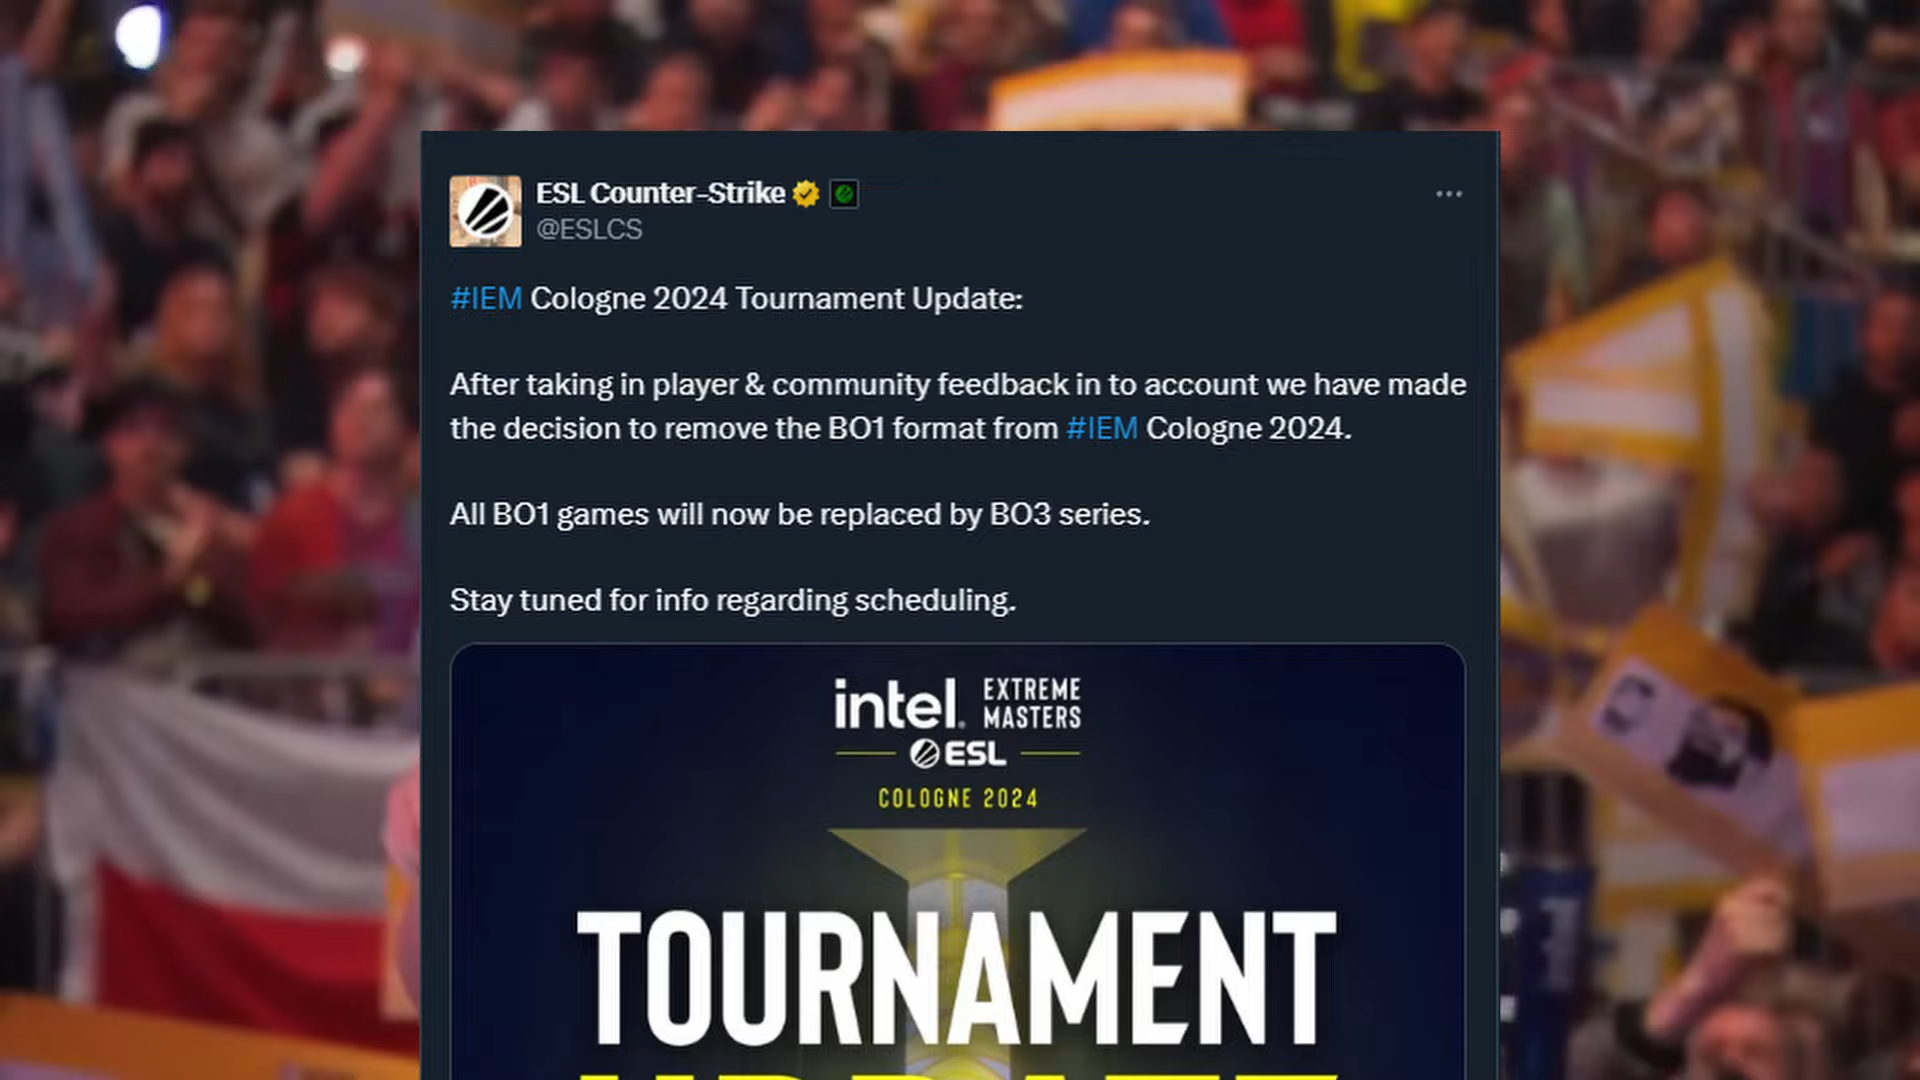 ESL Counter-Strike
@ESLCS
#IEM Cologne 2024 Tournament Update:
After taking in player & community feedback in to account we have made
the decision to remove the BO1 format from #IEM Cologne 2024.
All BO1 games will now be replaced by BO3 series.
Stay tuned for info regarding scheduling.
intel. EXTREME
MASTERS
ESL
COLOGNE 2024
TOURNAMENT